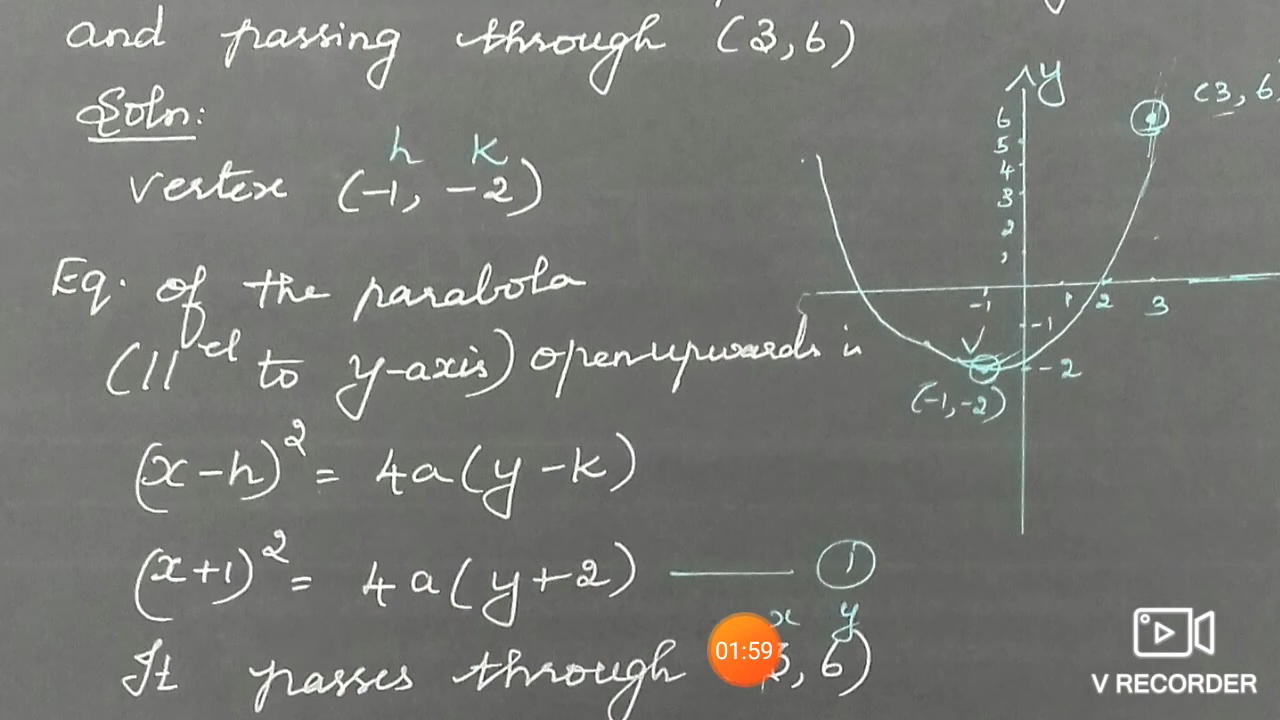 and passing through (3,6)
Soln:
h k
vertex (-1, -2)
Eq. of the parabola
(11^el to y-axis) open upwards is
(x-h)^2 = 4a(y-k)
(x+1)^2 = 4a(y+2) ——— 1
x y
It passes through 3, 6)
y
(3, 6
6
5
4
3
2
-1 1 2 3
-1
V
-2
(-1,-2)
01:59
V RECORDER